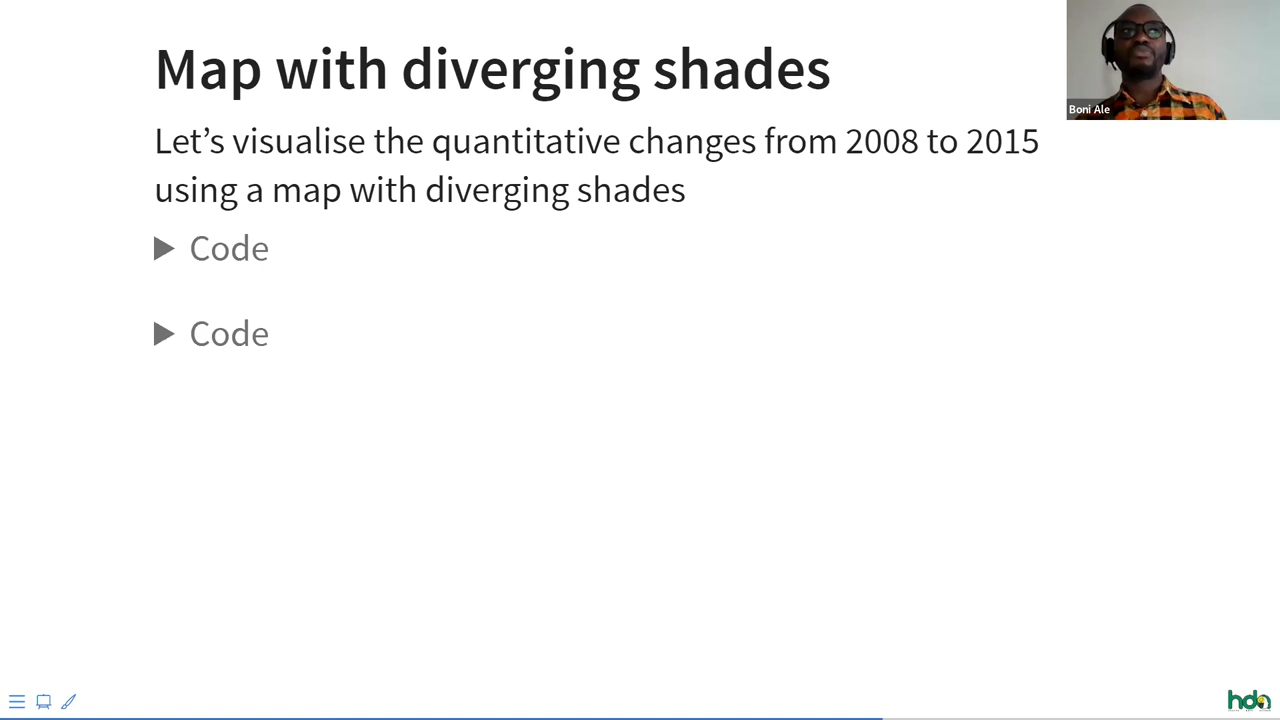 Map with diverging shades
Let’s visualise the quantitative changes from 2008 to 2015
using a map with diverging shades
Code
Code
Boni Ale
hda